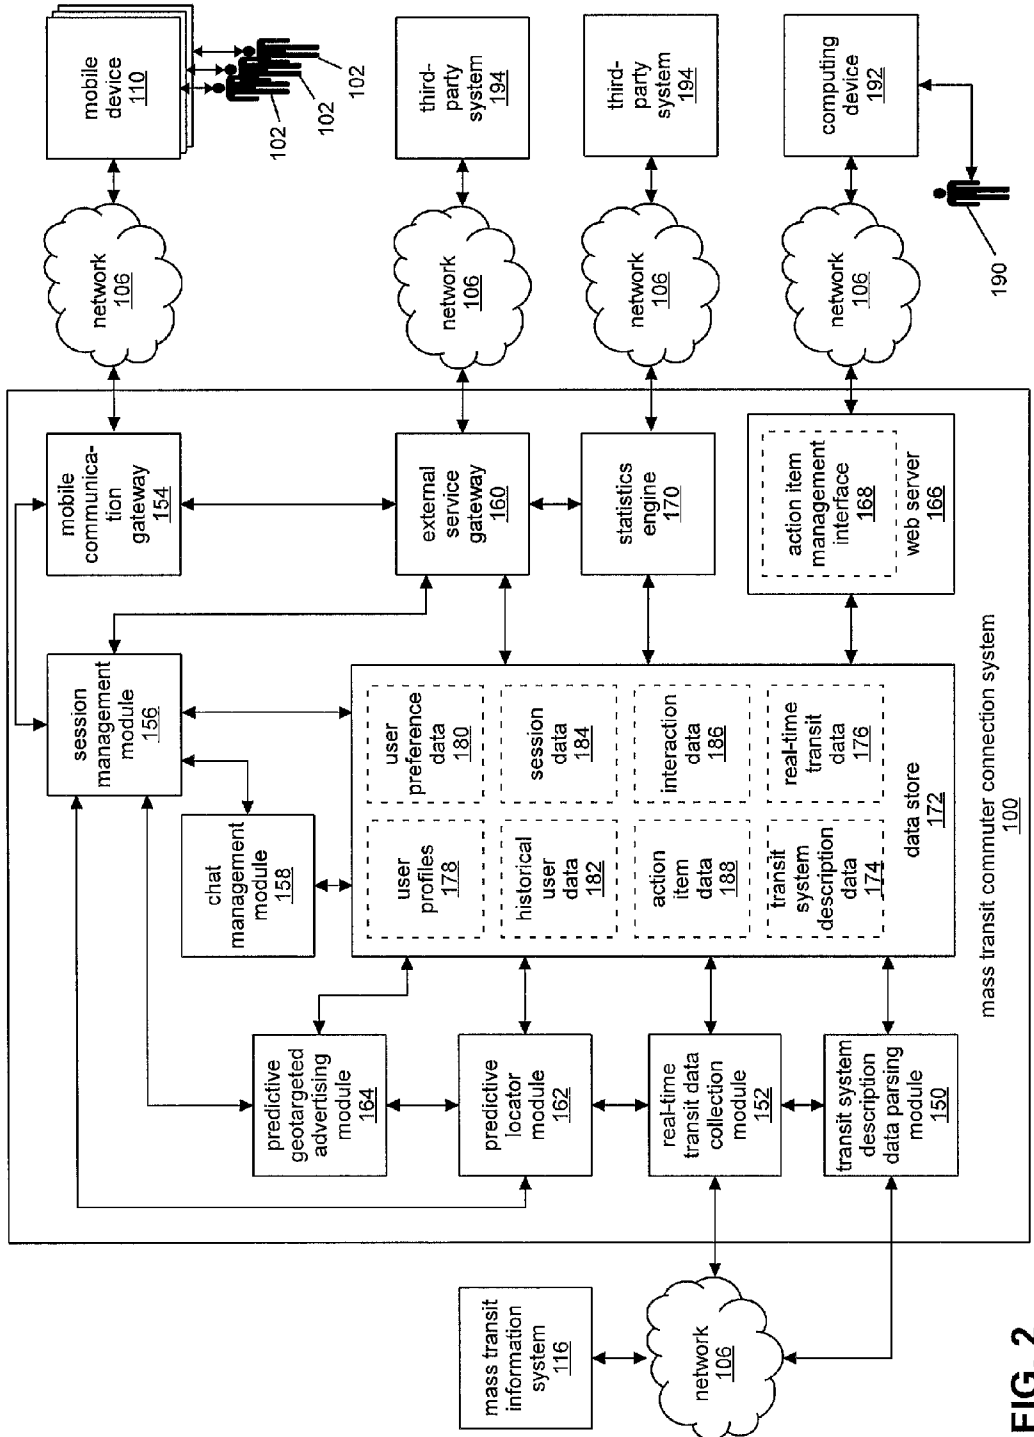 mobile
device
110
102
102
102
third-
party
system
194
third-
party
system
194
computing
device
192
190
network
106
network
106
network
106
network
106
mobile
communica-
tion
gateway
154
external
service
gateway
160
statistics
engine
170
action item
management
interface
168
web server
166
session
management
module
156
chat
management
module
158
user
preference
data
180
session
data
184
interaction
data
186
real-time
transit
data
176
user
profiles
178
historical
user
data
182
action
item
data
188
transit
system
description
data
174
data store
172
predictive
geotargeted
advertising
module
164
predictive
locator
module
162
real-time
transit data
collection
module
152
transit system
description
data parsing
module
150
mass transit commuter connection system
100
mass transit
information
system
116
network
106
FIG. 2